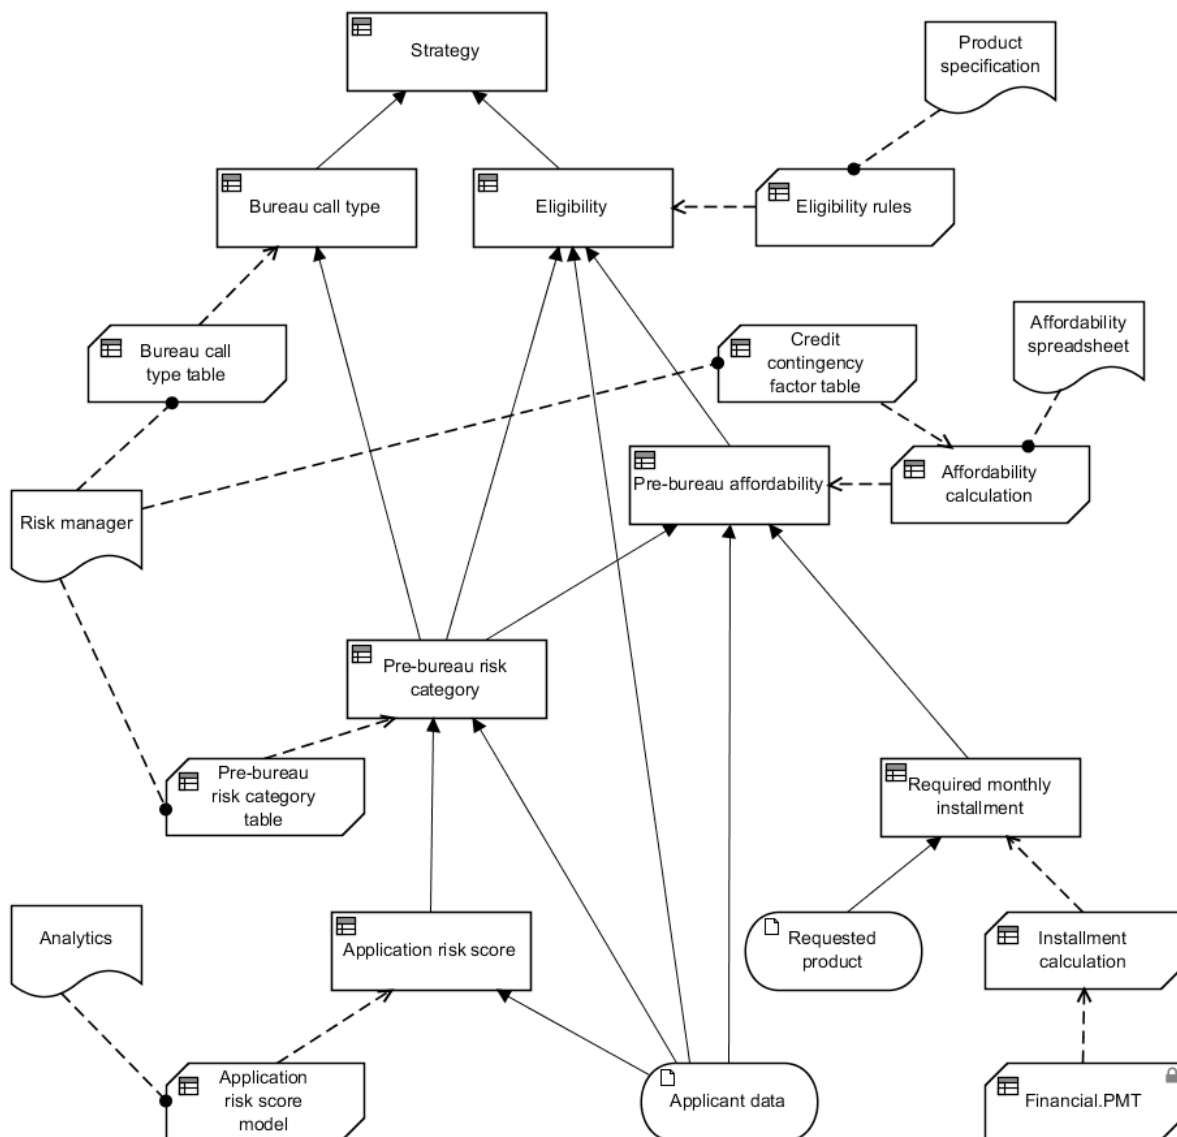 Strategy
Product
specification
Bureau call type
Eligibility
Eligibility rules
Bureau call
type table
Credit
contingency
factor table
Affordability
spreadsheet
Pre-bureau affordability
Affordability
calculation
Risk manager
Pre-bureau risk
category
Pre-bureau
risk category
table
Required monthly
installment
Analytics
Application risk score
Requested
product
Installment
calculation
Application
risk score
model
Applicant data
Financial.PMT